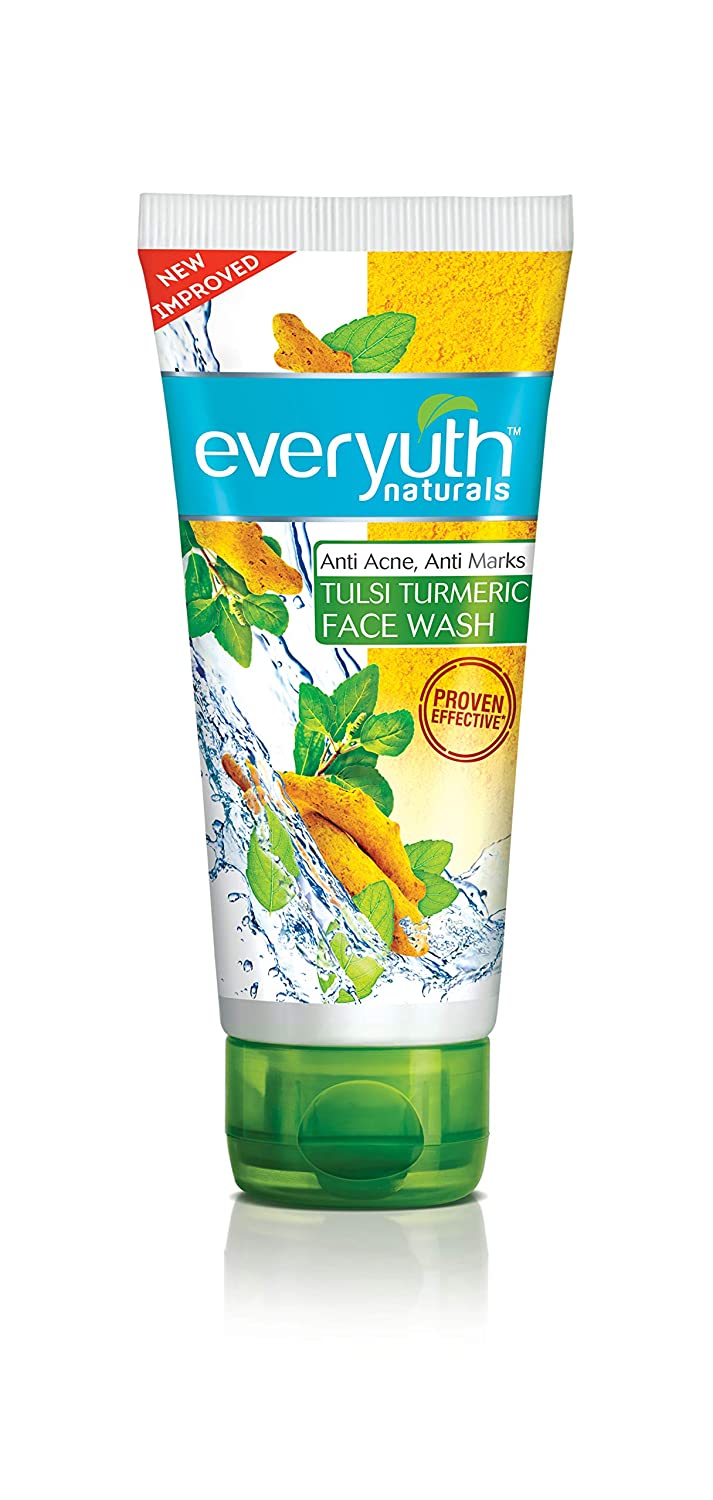 NEW
IMPROVED
everyuth™
naturals
Anti Acne, Anti Marks
TULSI TURMERIC
FACE WASH
PROVEN
EFFECTIVE*